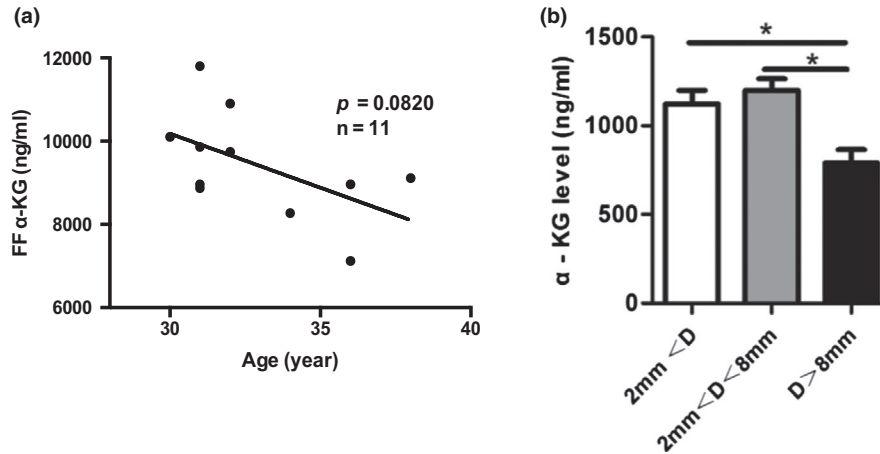 (a)
FF α-KG (ng/ml)
12000
10000
8000
6000
p = 0.0820
n = 11
30 35 40
Age (year)
(b)
α - KG level (ng/ml)
1500
1000
500
0
*
*
2mm <D
2mm<D<8mm
D>8mm